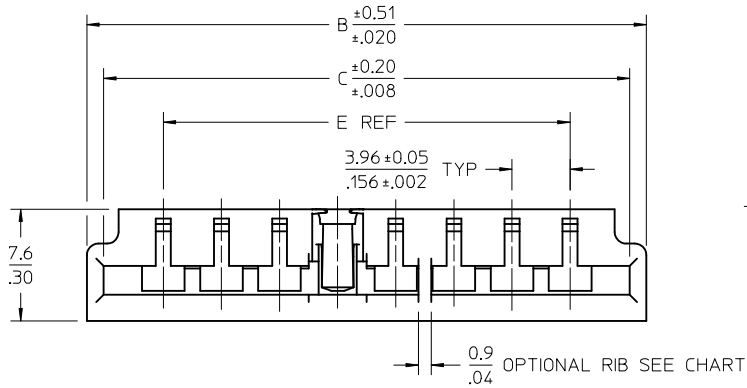 B ±0.51
±.020
C ±0.20
±.008
E REF
3.96 ±0.05
.156 ±.002
TYP
7.6
.30
0.9
.04
OPTIONAL RIB SEE CHART